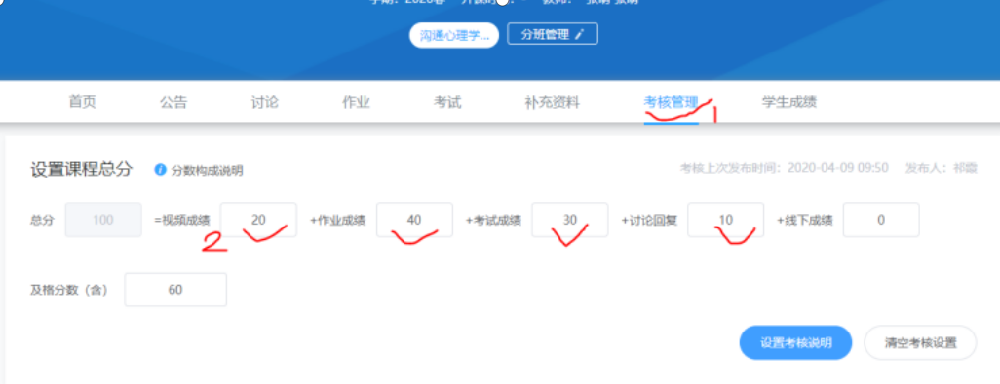 沟通心理学...  分班管理
首页  公告  讨论  作业  考试  补充资料  考核管理  学生成绩
1
设置课程总分  分数构成说明  考核上次发布时间：2020-04-09 09:50  发布人：祁霞
总分  100  =视频成绩  20  +作业成绩  40  +考试成绩  30  +讨论回复  10  +线下成绩  0
2
及格分数（含）  60
设置考核说明  清空考核设置